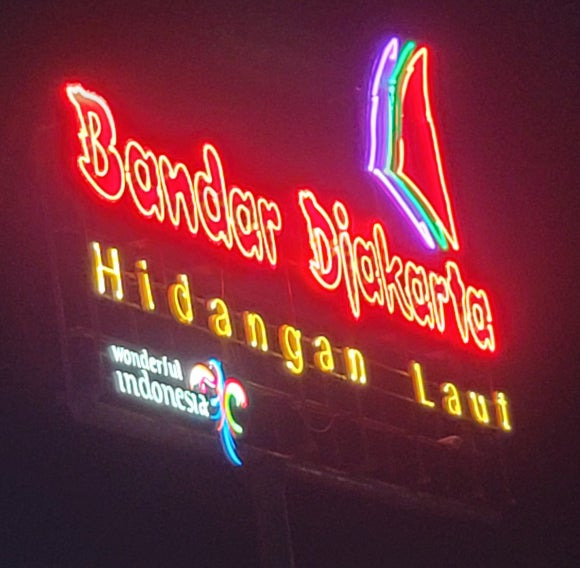 Bandar Djakarta
Hidangan Laut
wonderful
indonesia